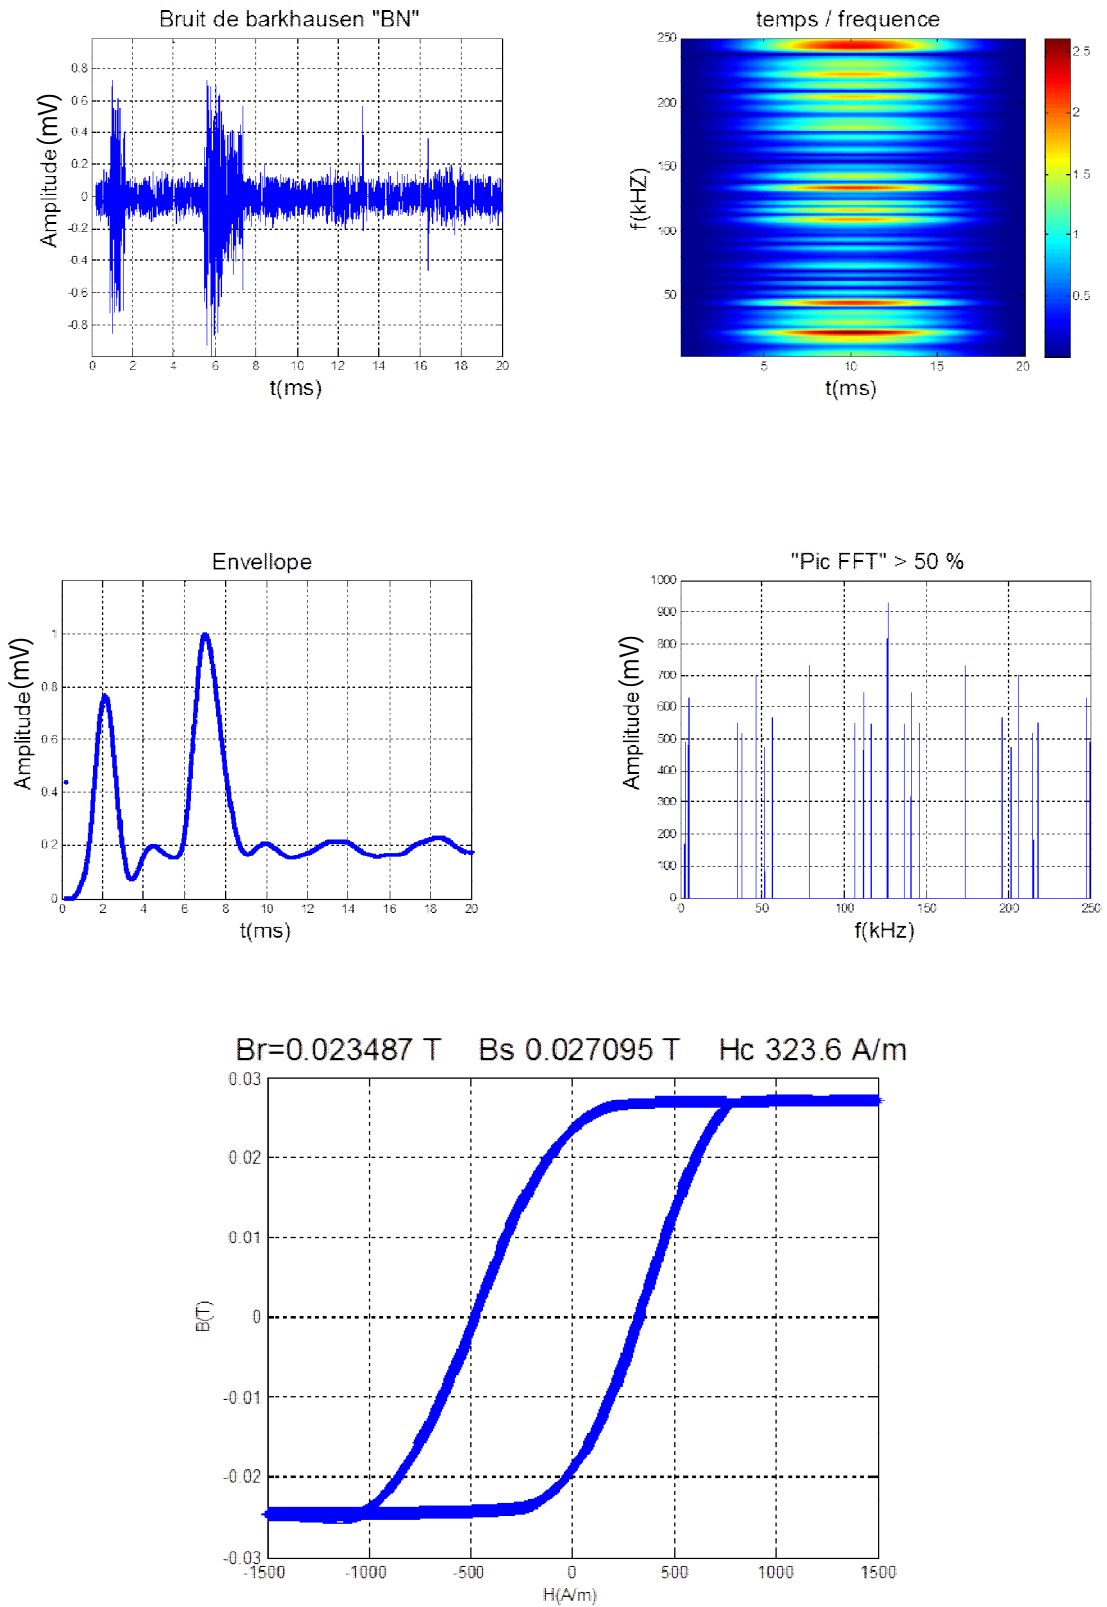 Bruit de barkhausen "BN"
0.8
0.6
0.4
0.2
0
-0.2
-0.4
-0.6
-0.8
Amplitude(mV)
0 2 4 6 8 10 12 14 16 18 20
t(ms)
temps / frequence
250
200
150
100
50
f(kHZ)
5 10 15 20
t(ms)
2.5
2
1.5
1
0.5
Envellope
1
0.8
0.6
0.4
0.2
0
Amplitude(mV)
0 2 4 6 8 10 12 14 16 18 20
t(ms)
"Pic FFT" > 50 %
1000
900
800
700
600
500
400
300
200
100
0
Amplitude(mV)
0 50 100 150 200 250
f(kHz)
Br=0.023487 T Bs 0.027095 T Hc 323.6 A/m
0.03
0.02
0.01
0
-0.01
-0.02
-0.03
B(T)
-1500 -1000 -500 0 500 1000 1500
H(A/m)